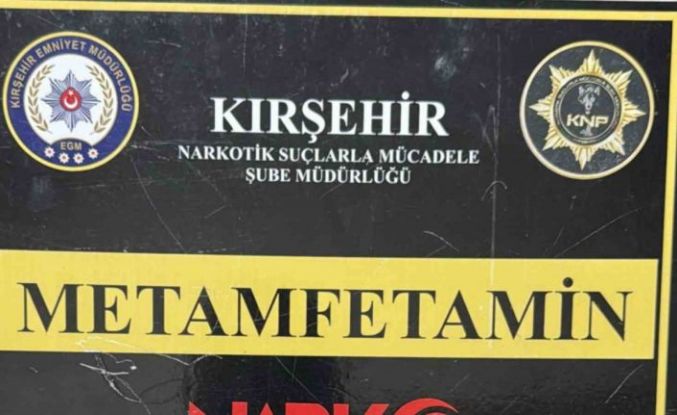 KIRŞEHİR EMNİYET MÜDÜRLÜĞÜ
EGM
KIRŞEHİR
NARKOTİK SUÇLARLA MÜCADELE
ŞUBE MÜDÜRLÜĞÜ
KNP
METAMFETAMİN